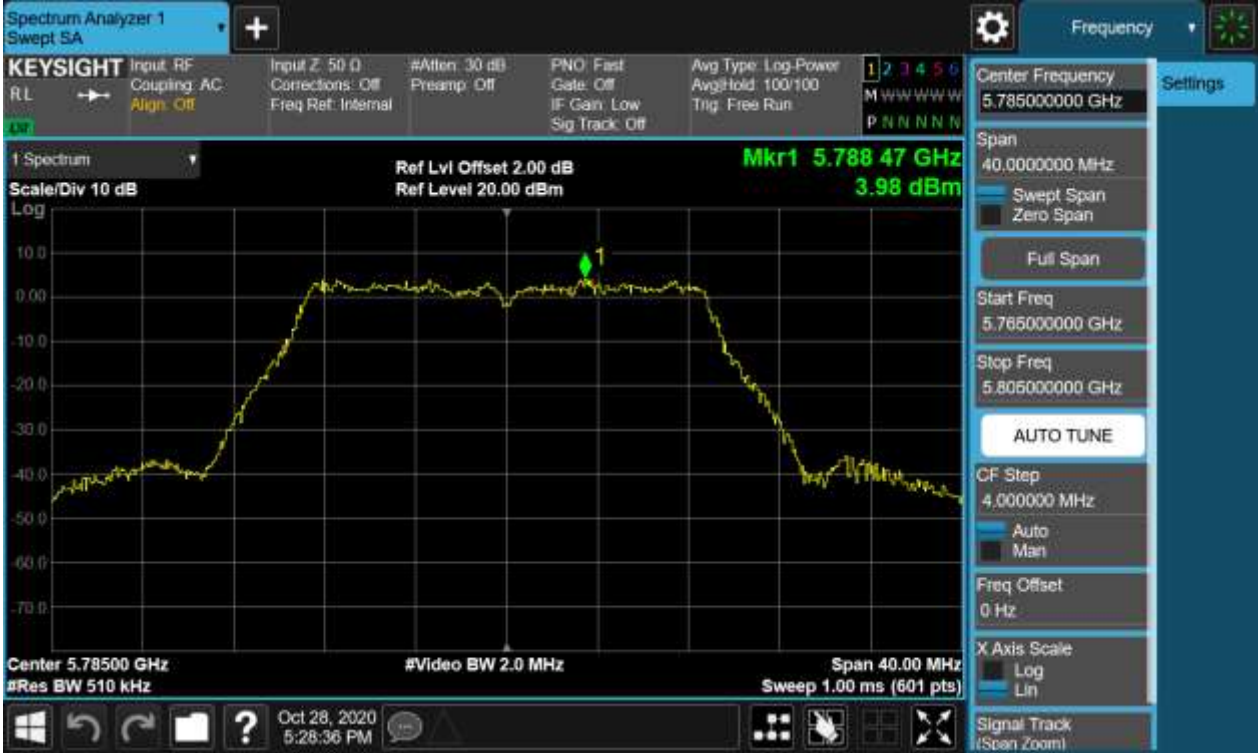 Spectrum Analyzer 1
Swept SA
Frequency
KEYSIGHT
RL
Input: RF
Coupling: AC
Align: Off
Input Z: 50 Ω
Corrections: Off
Freq Ref: Internal
#Atten: 30 dB
Preamp: Off
PNO: Fast
Gate: Off
IF Gain: Low
Sig Track: Off
Avg Type: Log-Power
Avg|Hold: 100/100
Trig: Free Run
1 2 3 4 5 6
M W W W W W
P N N N N N
Center Frequency
5.785000000 GHz
Settings
Span
40.0000000 MHz
Swept Span
Zero Span
Full Span
Start Freq
5.765000000 GHz
Stop Freq
5.805000000 GHz
AUTO TUNE
CF Step
4.000000 MHz
Auto
Man
Freq Offset
0 Hz
X Axis Scale
Log
Lin
Signal Track
(Span Zoom)
1 Spectrum
Scale/Div 10 dB
Log
Ref Lvl Offset 2.00 dB
Ref Level 20.00 dBm
Mkr1 5.788 47 GHz
3.98 dBm
1
10.0
0.00
-10.0
-20.0
-30.0
-40.0
-50.0
-60.0
-70.0
Center 5.78500 GHz
#Res BW 510 kHz
#Video BW 2.0 MHz
Span 40.00 MHz
Sweep 1.00 ms (601 pts)
Oct 28, 2020
5:28:36 PM